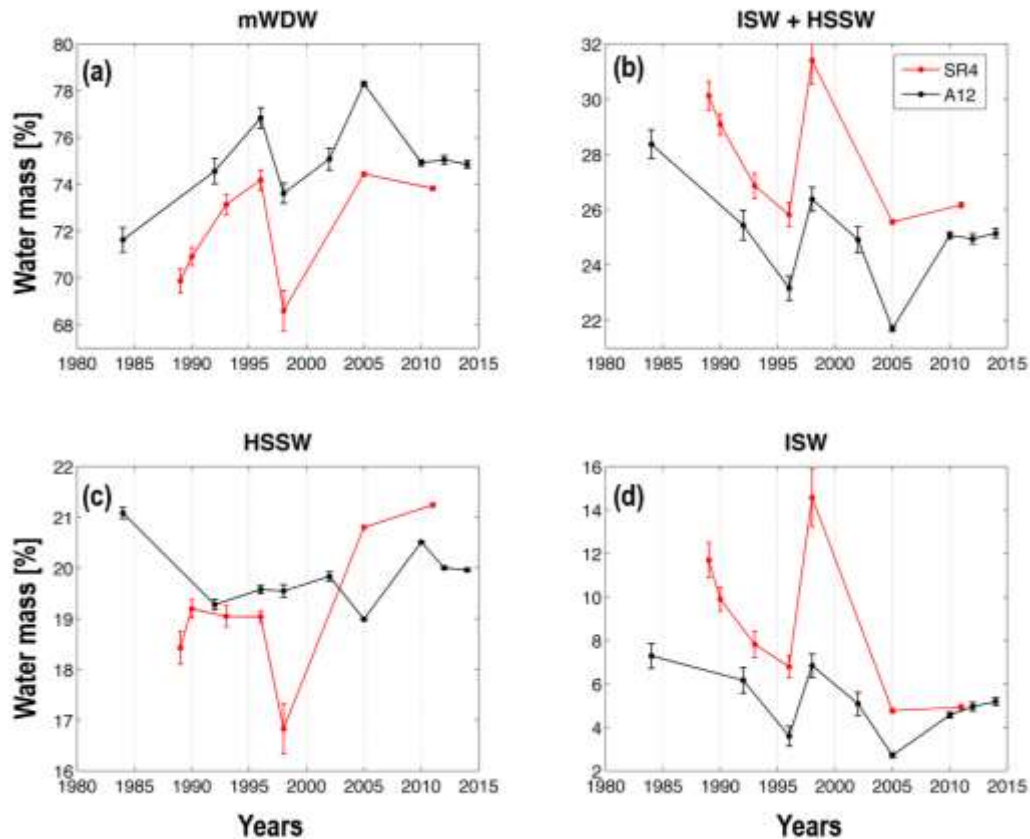 mWDW
ISW + HSSW
(a)
(b)
SR4
A12
Water mass [%]
80
78
76
74
72
70
68
32
30
28
26
24
22
1980 1985 1990 1995 2000 2005 2010 2015
1980 1985 1990 1995 2000 2005 2010 2015
HSSW
ISW
(c)
(d)
Water mass [%]
22
21
20
19
18
17
16
16
14
12
10
8
6
4
2
1980 1985 1990 1995 2000 2005 2010 2015
1980 1985 1990 1995 2000 2005 2010 2015
Years
Years